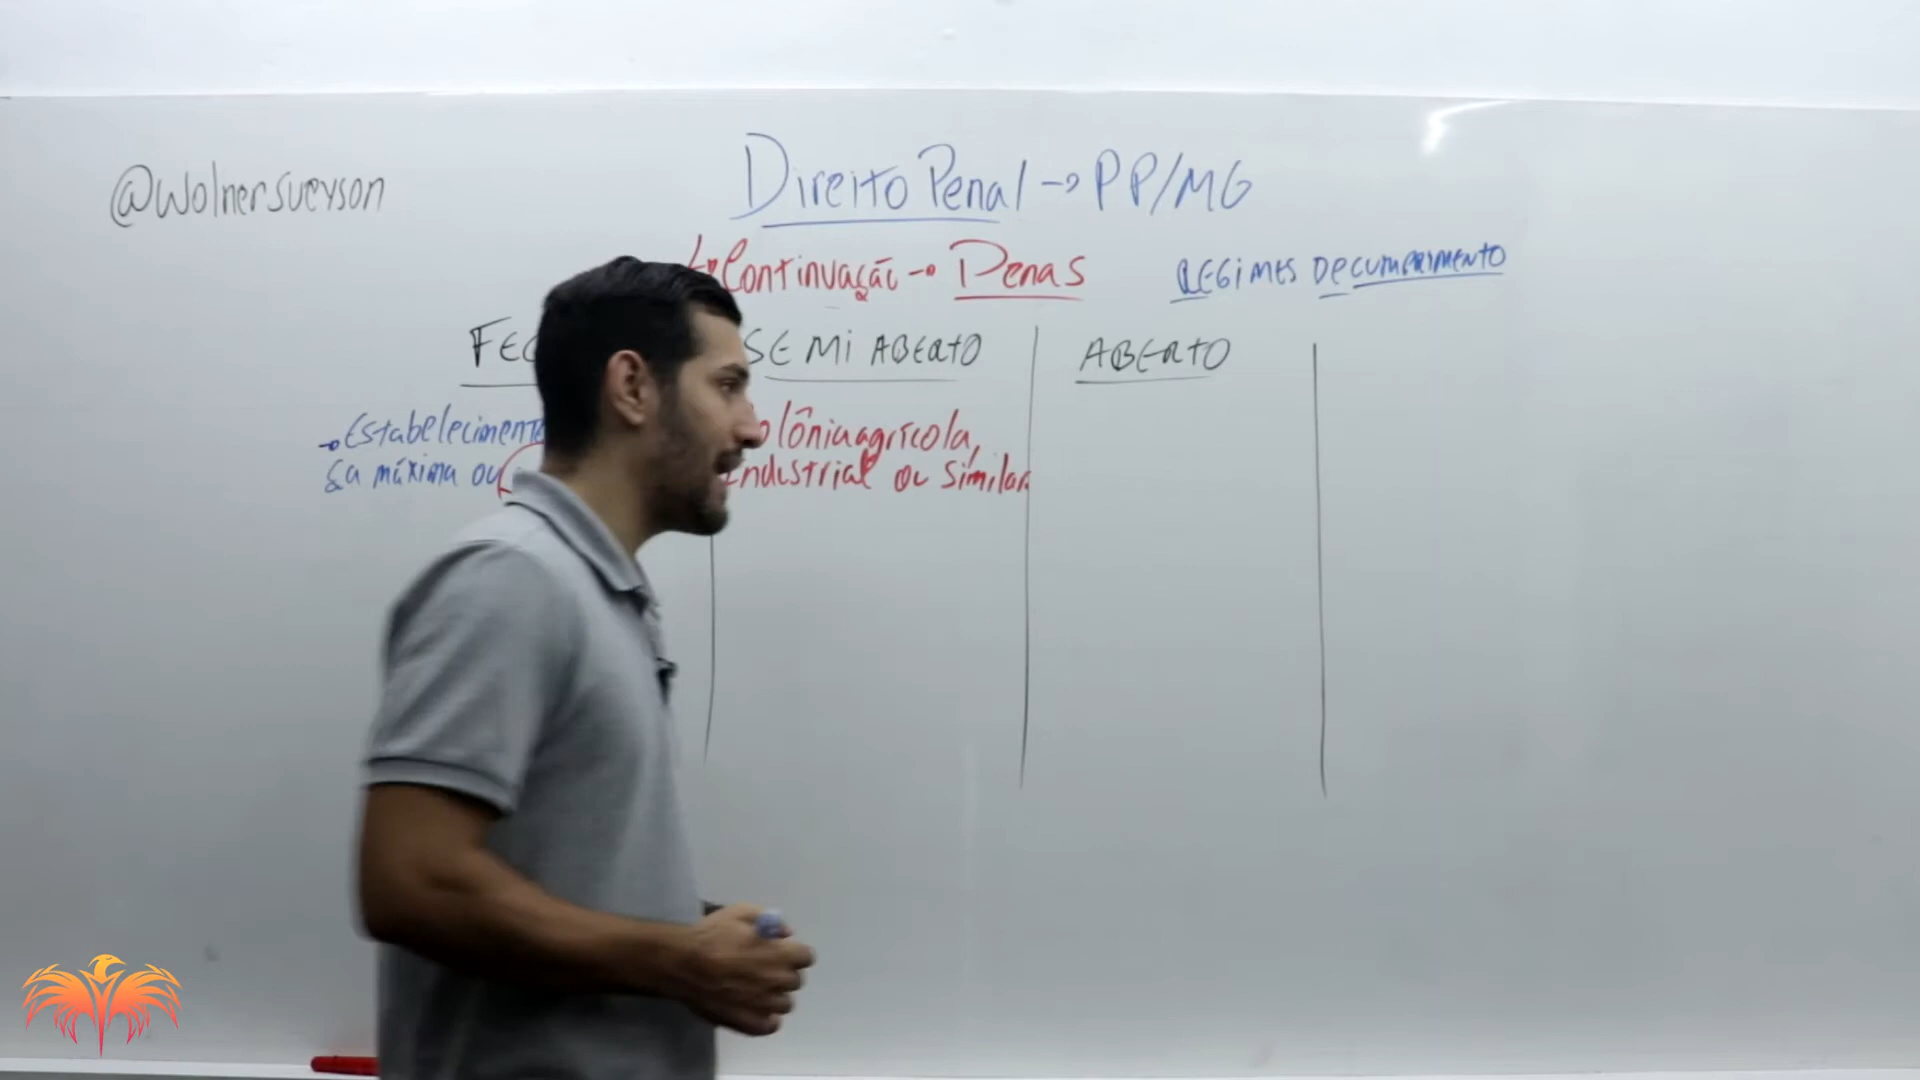 @wolnersueyson
Direito Penal → PP/MG
↳ Continuação → Penas
REGIMES DE CUMPRIMENTO
FEC
SEMI ABERTO
ABERTO
→ Estabelecimento
ça máxima ou
olônia agrícola,
Industrial ou similar